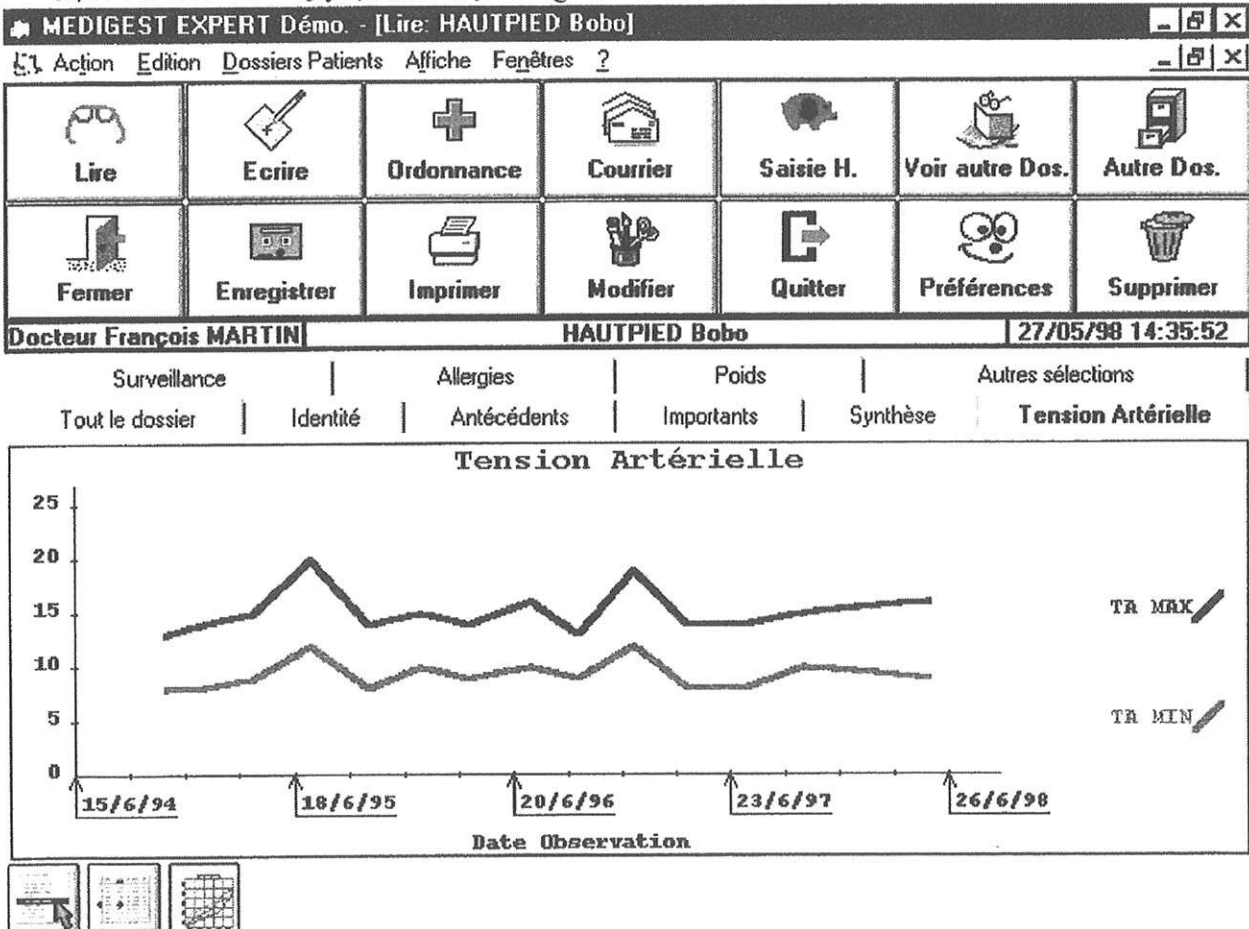 MEDIGEST EXPERT Démo. - [Lire: HAUTPIED Bobo]
Action Edition Dossiers Patients Affiche Fenêtres ?
Lire Ecrire Ordonnance Courrier Saisie H. Voir autre Dos. Autre Dos.
Fermer Enregistrer Imprimer Modifier Quitter Préférences Supprimer
Docteur François MARTIN HAUTPIED Bobo 27/05/98 14:35:52
Surveillance Allergies Poids Autres sélections
Tout le dossier Identité Antécédents Importants Synthèse Tension Artérielle
Tension Artérielle
25
20
15
10
5
0
TA MAX
TA MIN
15/6/94 18/6/95 20/6/96 23/6/97 26/6/98
Date Observation